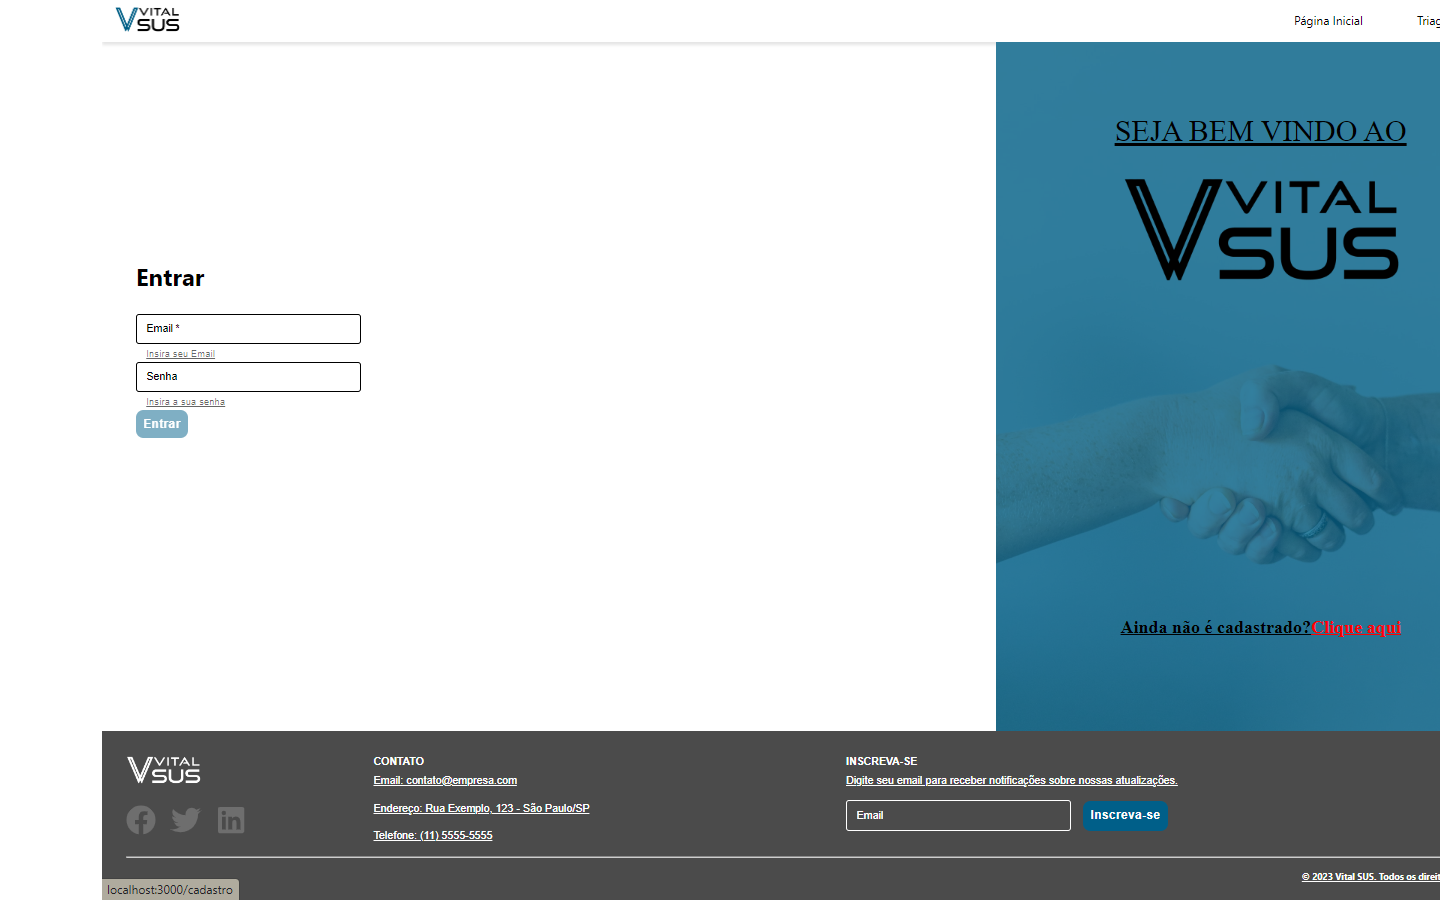 VITAL
SUS
Página Inicial
SEJA BEM VINDO AO
VITAL
SUS
Entrar
Email *
Insira seu Email
Senha
Insira a sua senha
Entrar
Ainda não é cadastrado?Clique aqui
VITAL
SUS
CONTATO
Email: contato@empresa.com
Endereço: Rua Exemplo, 123 - São Paulo/SP
Telefone: (11) 5555-5555
INSCREVA-SE
Digite seu email para receber notificações sobre nossas atualizações.
Email
Inscreva-se
© 2023 Vital SUS. Todos os
localhost:3000/cadastro